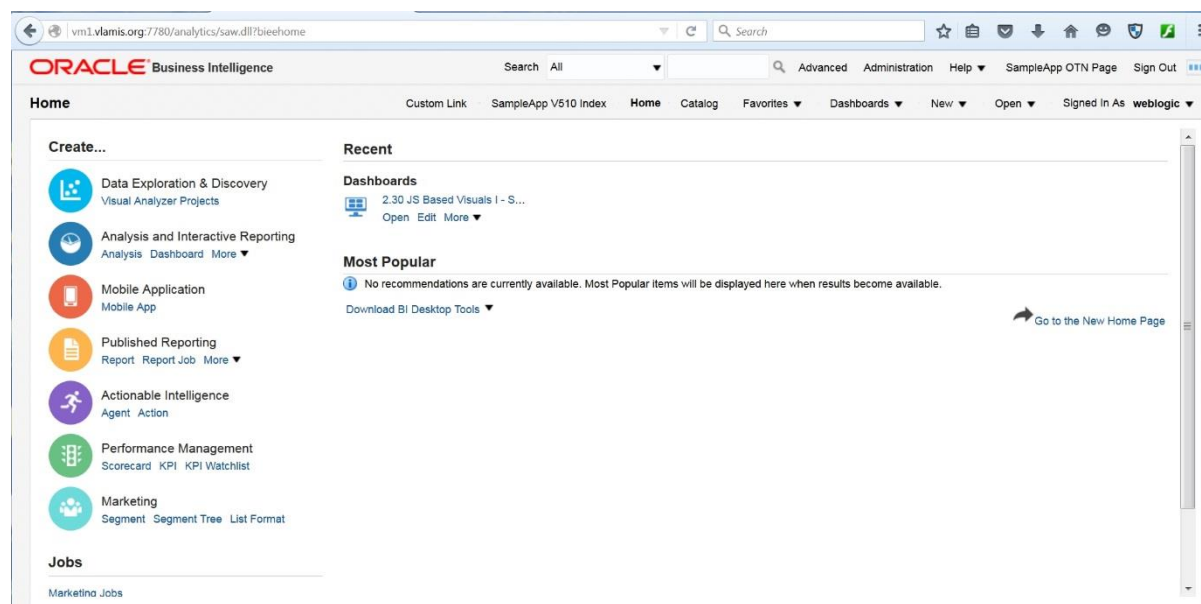 vm1.vlamis.org:7780/analytics/saw.dll?bieehome Search
ORACLE Business Intelligence Search All Advanced Administration Help SampleApp OTN Page Sign Out
Home Custom Link SampleApp V510 Index Home Catalog Favorites Dashboards New Open Signed In As weblogic
Create...
Data Exploration & Discovery
Visual Analyzer Projects
Analysis and Interactive Reporting
Analysis Dashboard More
Mobile Application
Mobile App
Published Reporting
Report Report Job More
Actionable Intelligence
Agent Action
Performance Management
Scorecard KPI KPI Watchlist
Marketing
Segment Segment Tree List Format
Jobs
Marketing Jobs
Recent
Dashboards
2.30 JS Based Visuals I - S...
Open Edit More
Most Popular
No recommendations are currently available. Most Popular items will be displayed here when results become available.
Download BI Desktop Tools
Go to the New Home Page